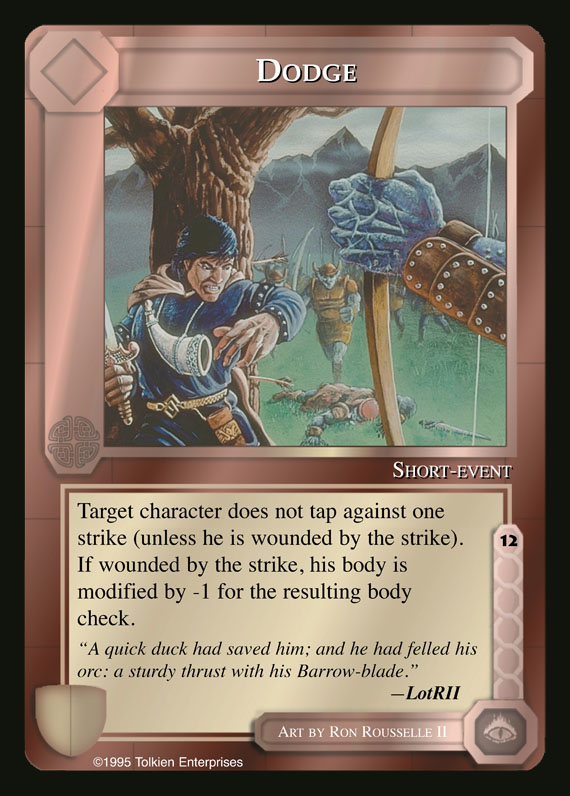 Dodge
Short-event
Target character does not tap against one
strike (unless he is wounded by the strike).
If wounded by the strike, his body is
modified by -1 for the resulting body
check.
12
“A quick duck had saved him; and he had felled his
orc: a sturdy thrust with his Barrow-blade.”
—LotRII
Art by Ron Rousselle II
©1995 Tolkien Enterprises